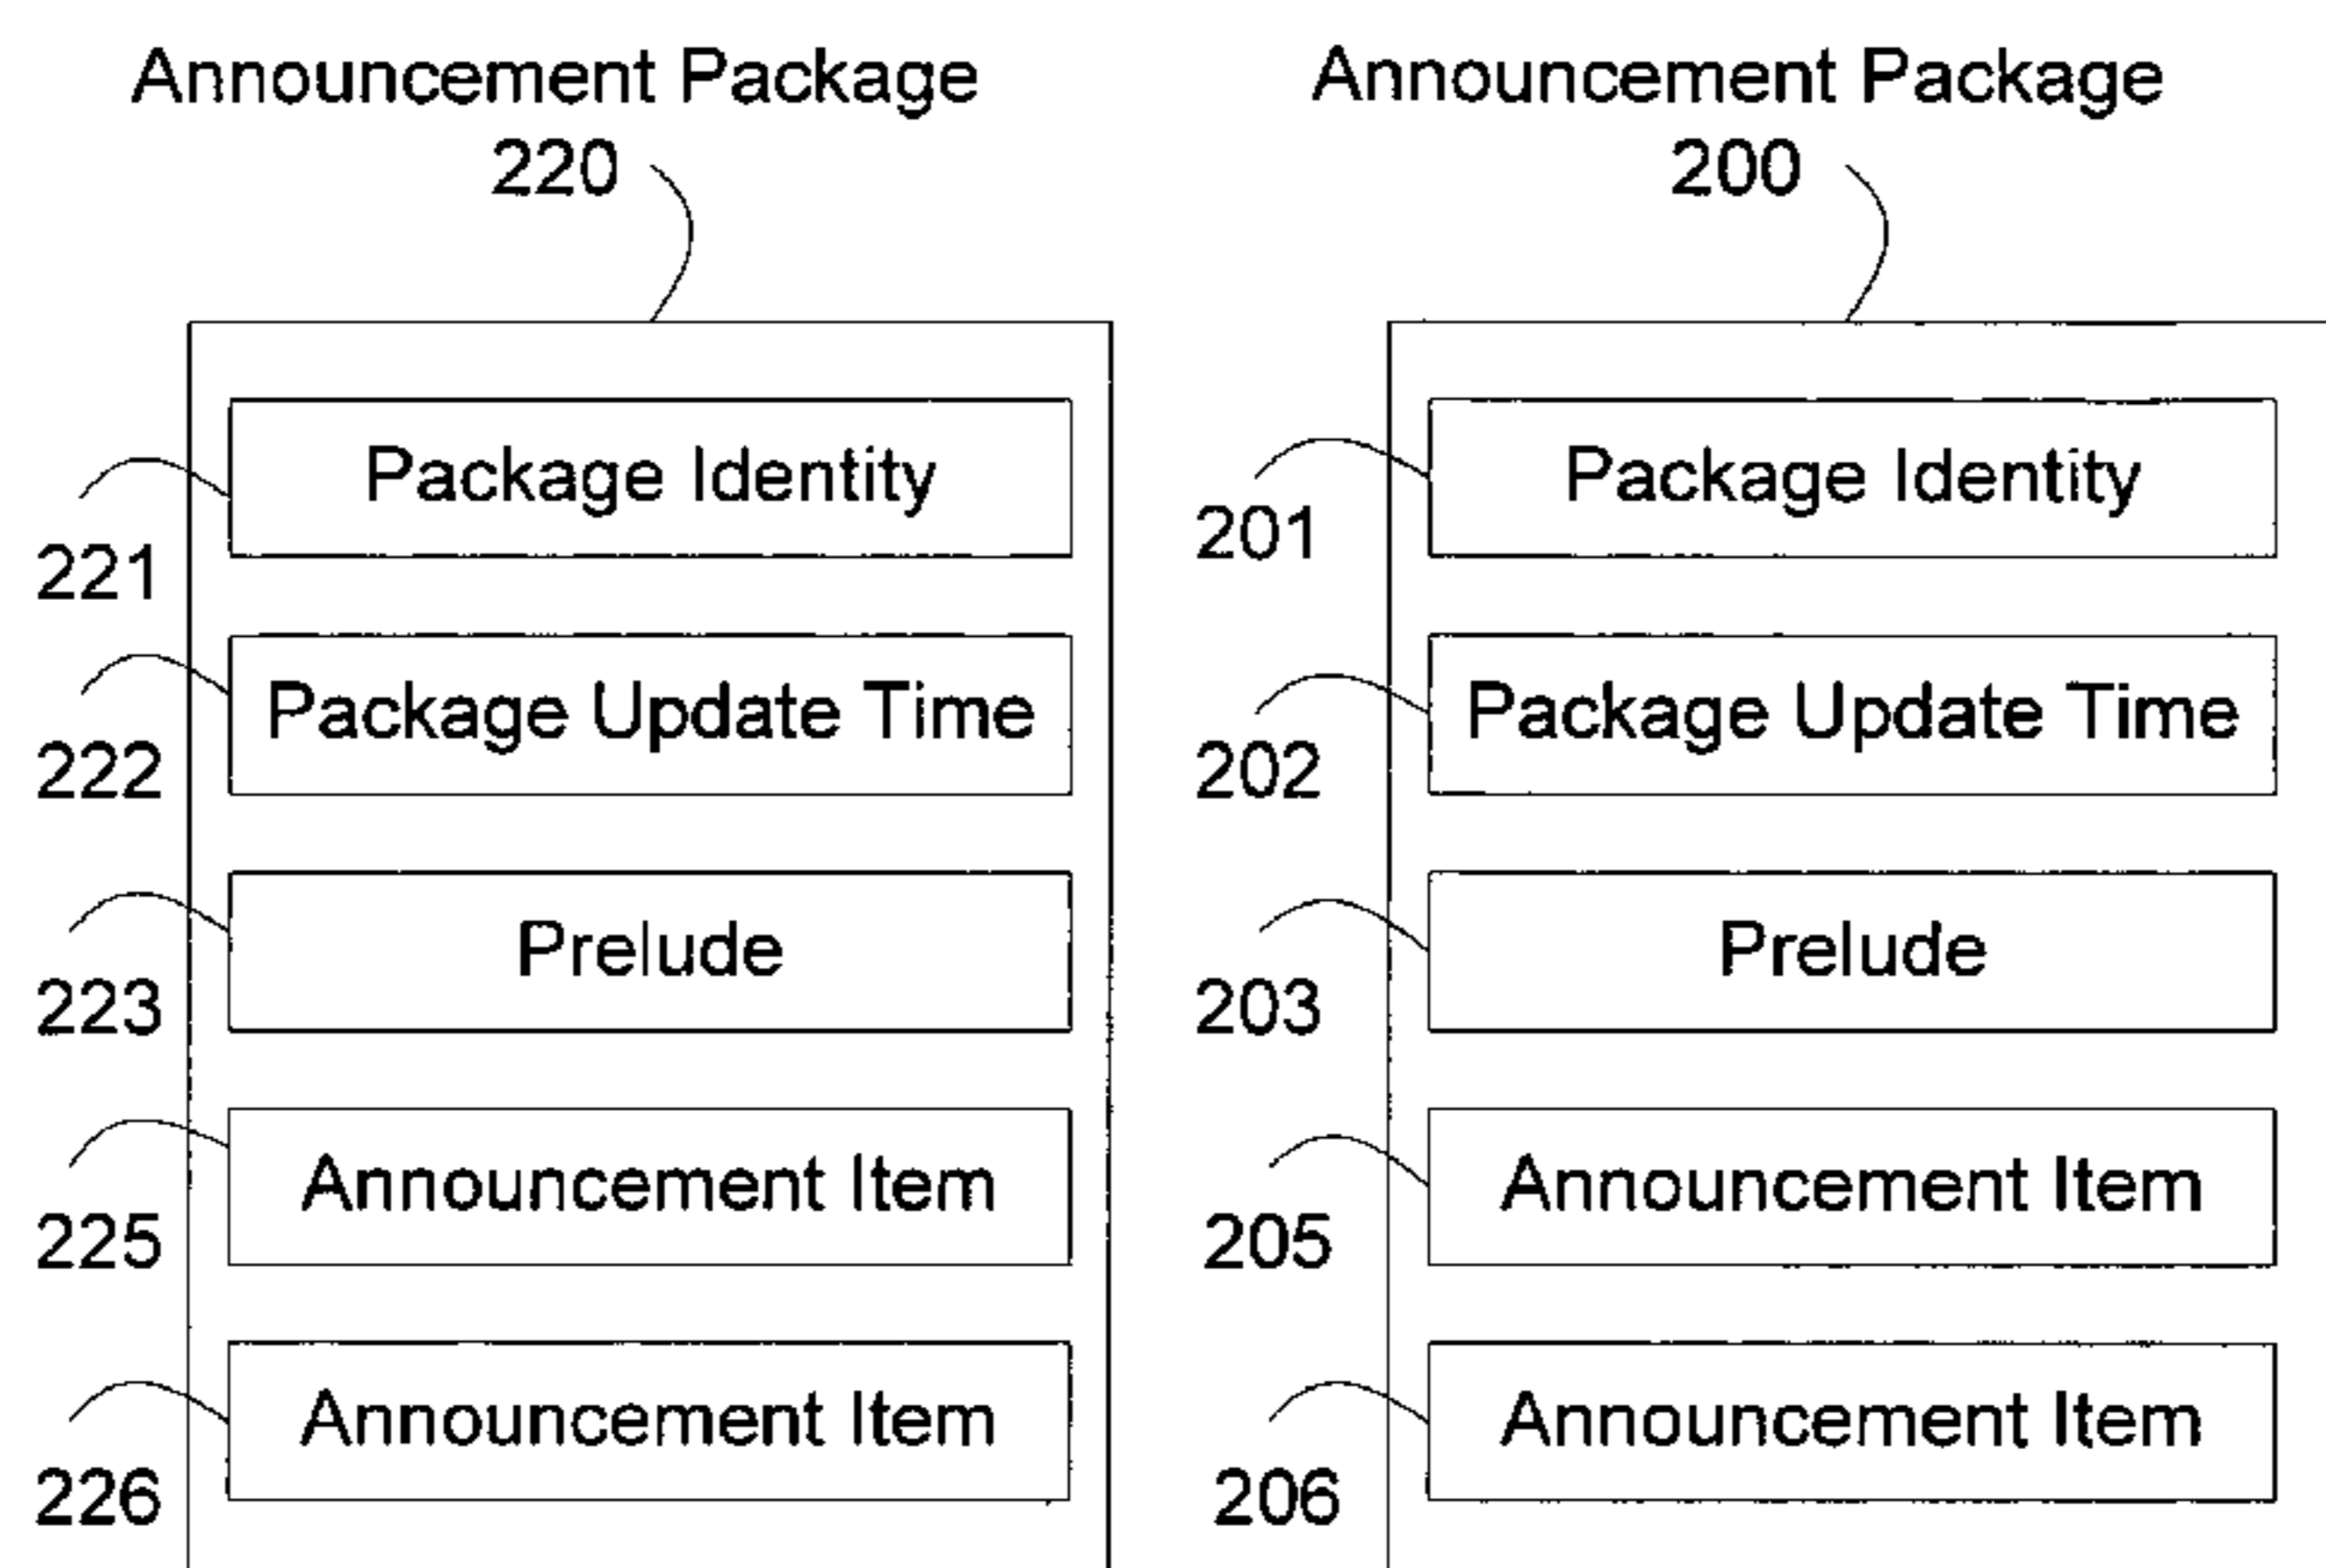 Announcement Package
220
221
Package Identity
222
Package Update Time
223
Prelude
225
Announcement Item
226
Announcement Item
Announcement Package
200
201
Package Identity
202
Package Update Time
203
Prelude
205
Announcement Item
206
Announcement Item